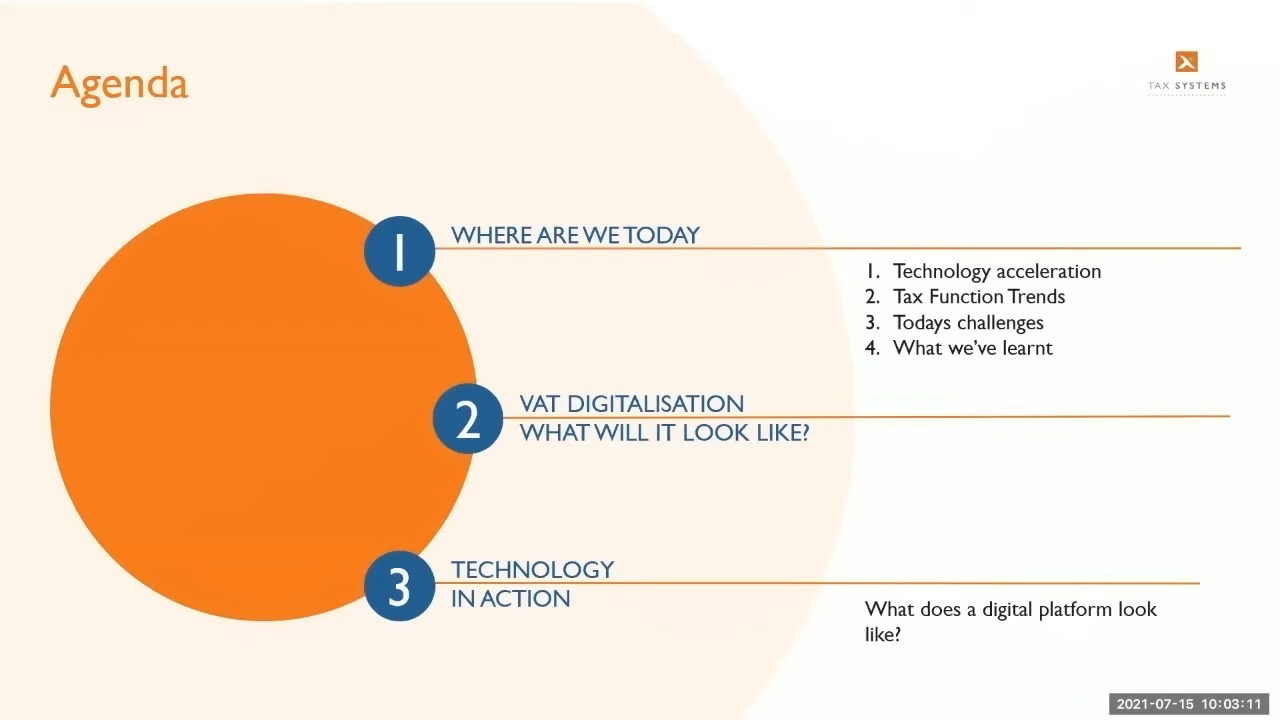 Agenda
TAX SYSTEMS
1
WHERE ARE WE TODAY
1. Technology acceleration
2. Tax Function Trends
3. Todays challenges
4. What we've learnt
2
VAT DIGITALISATION
WHAT WILL IT LOOK LIKE?
3
TECHNOLOGY
IN ACTION
What does a digital platform look
like?
2021-07-15 10:03:11